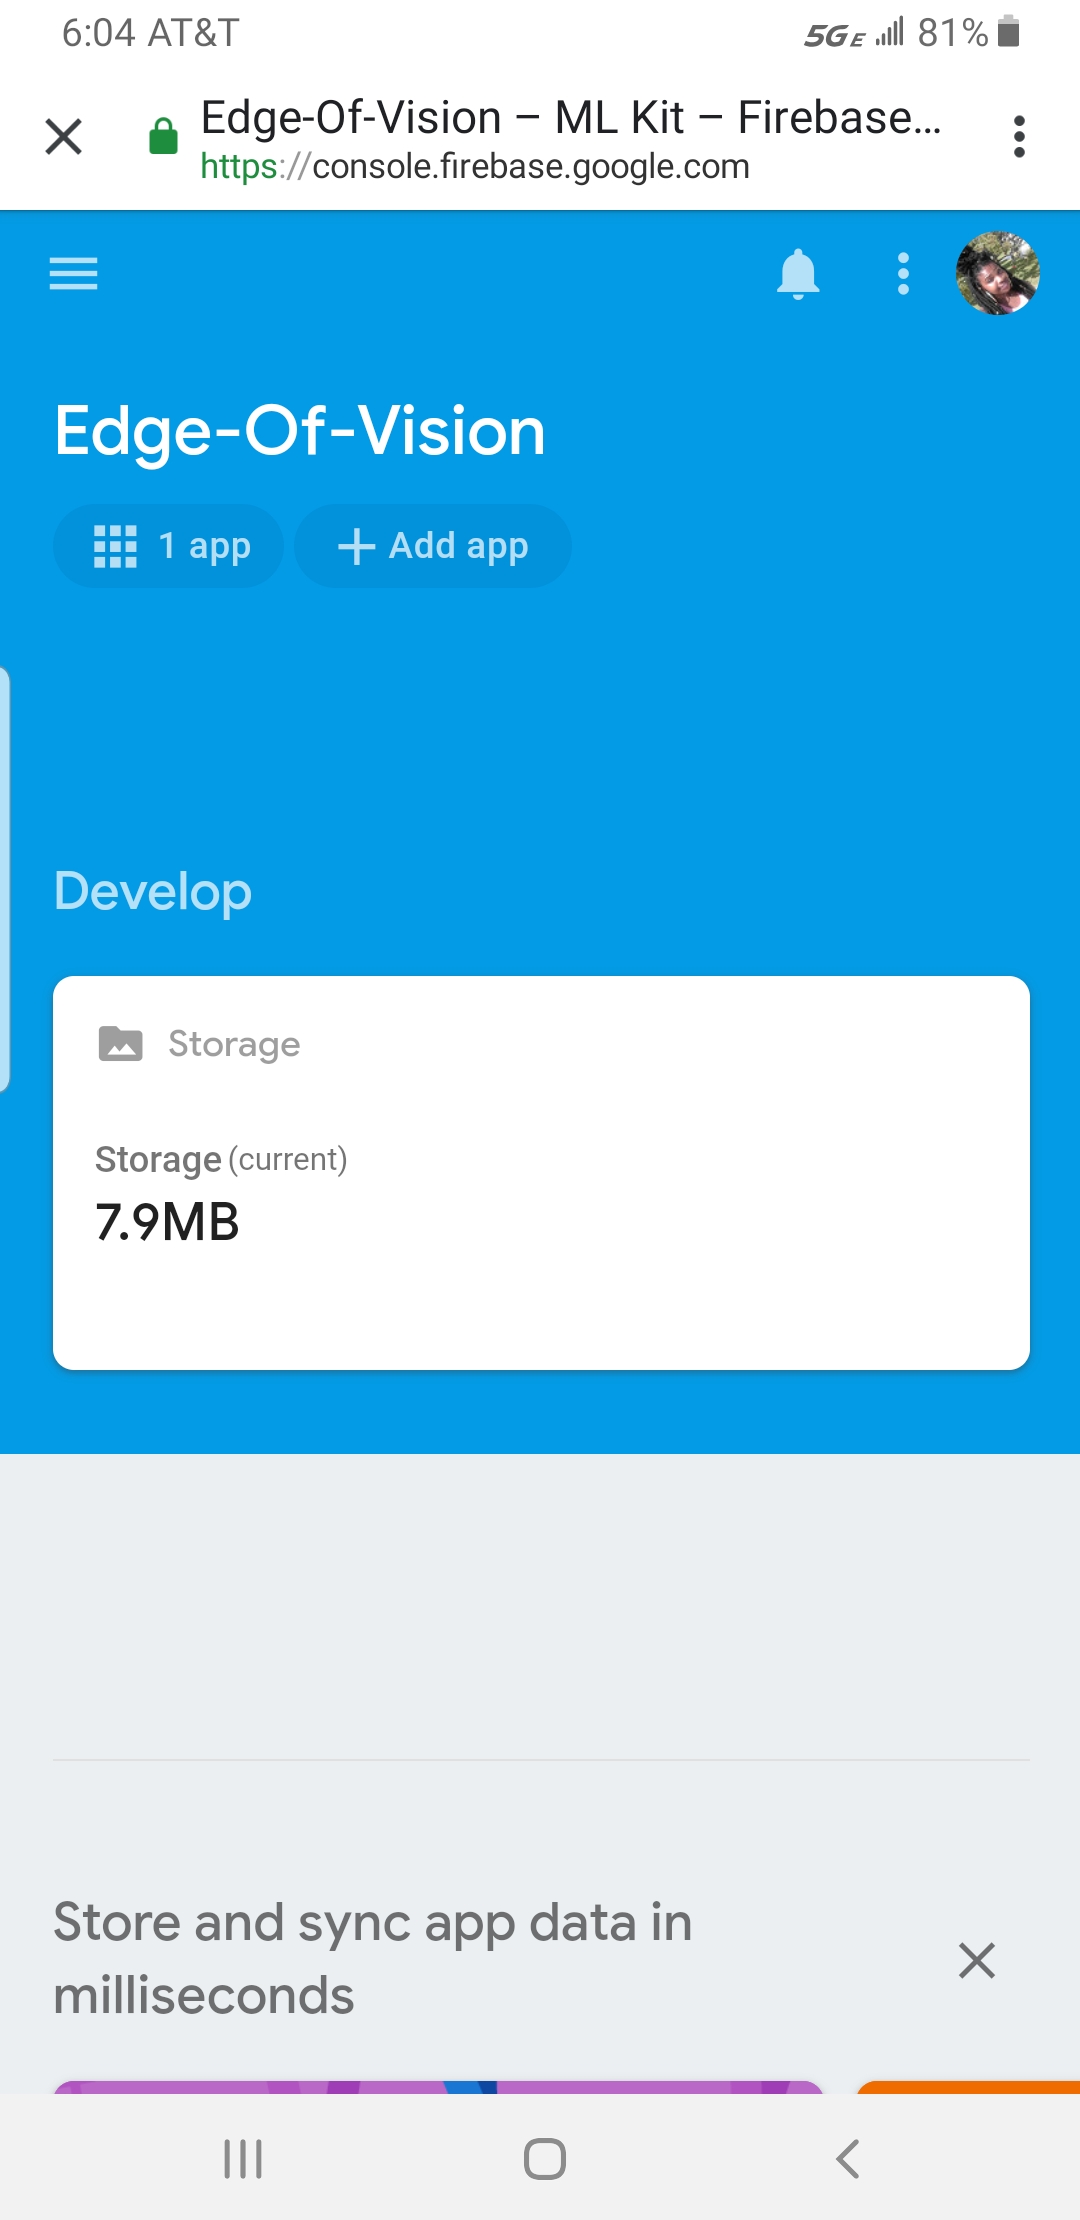 6:04 AT&T 5GE 81%
Edge-Of-Vision – ML Kit – Firebase...
https://console.firebase.google.com
Edge-Of-Vision
1 app + Add app
Develop
Storage
Storage (current)
7.9MB
Store and sync app data in
milliseconds